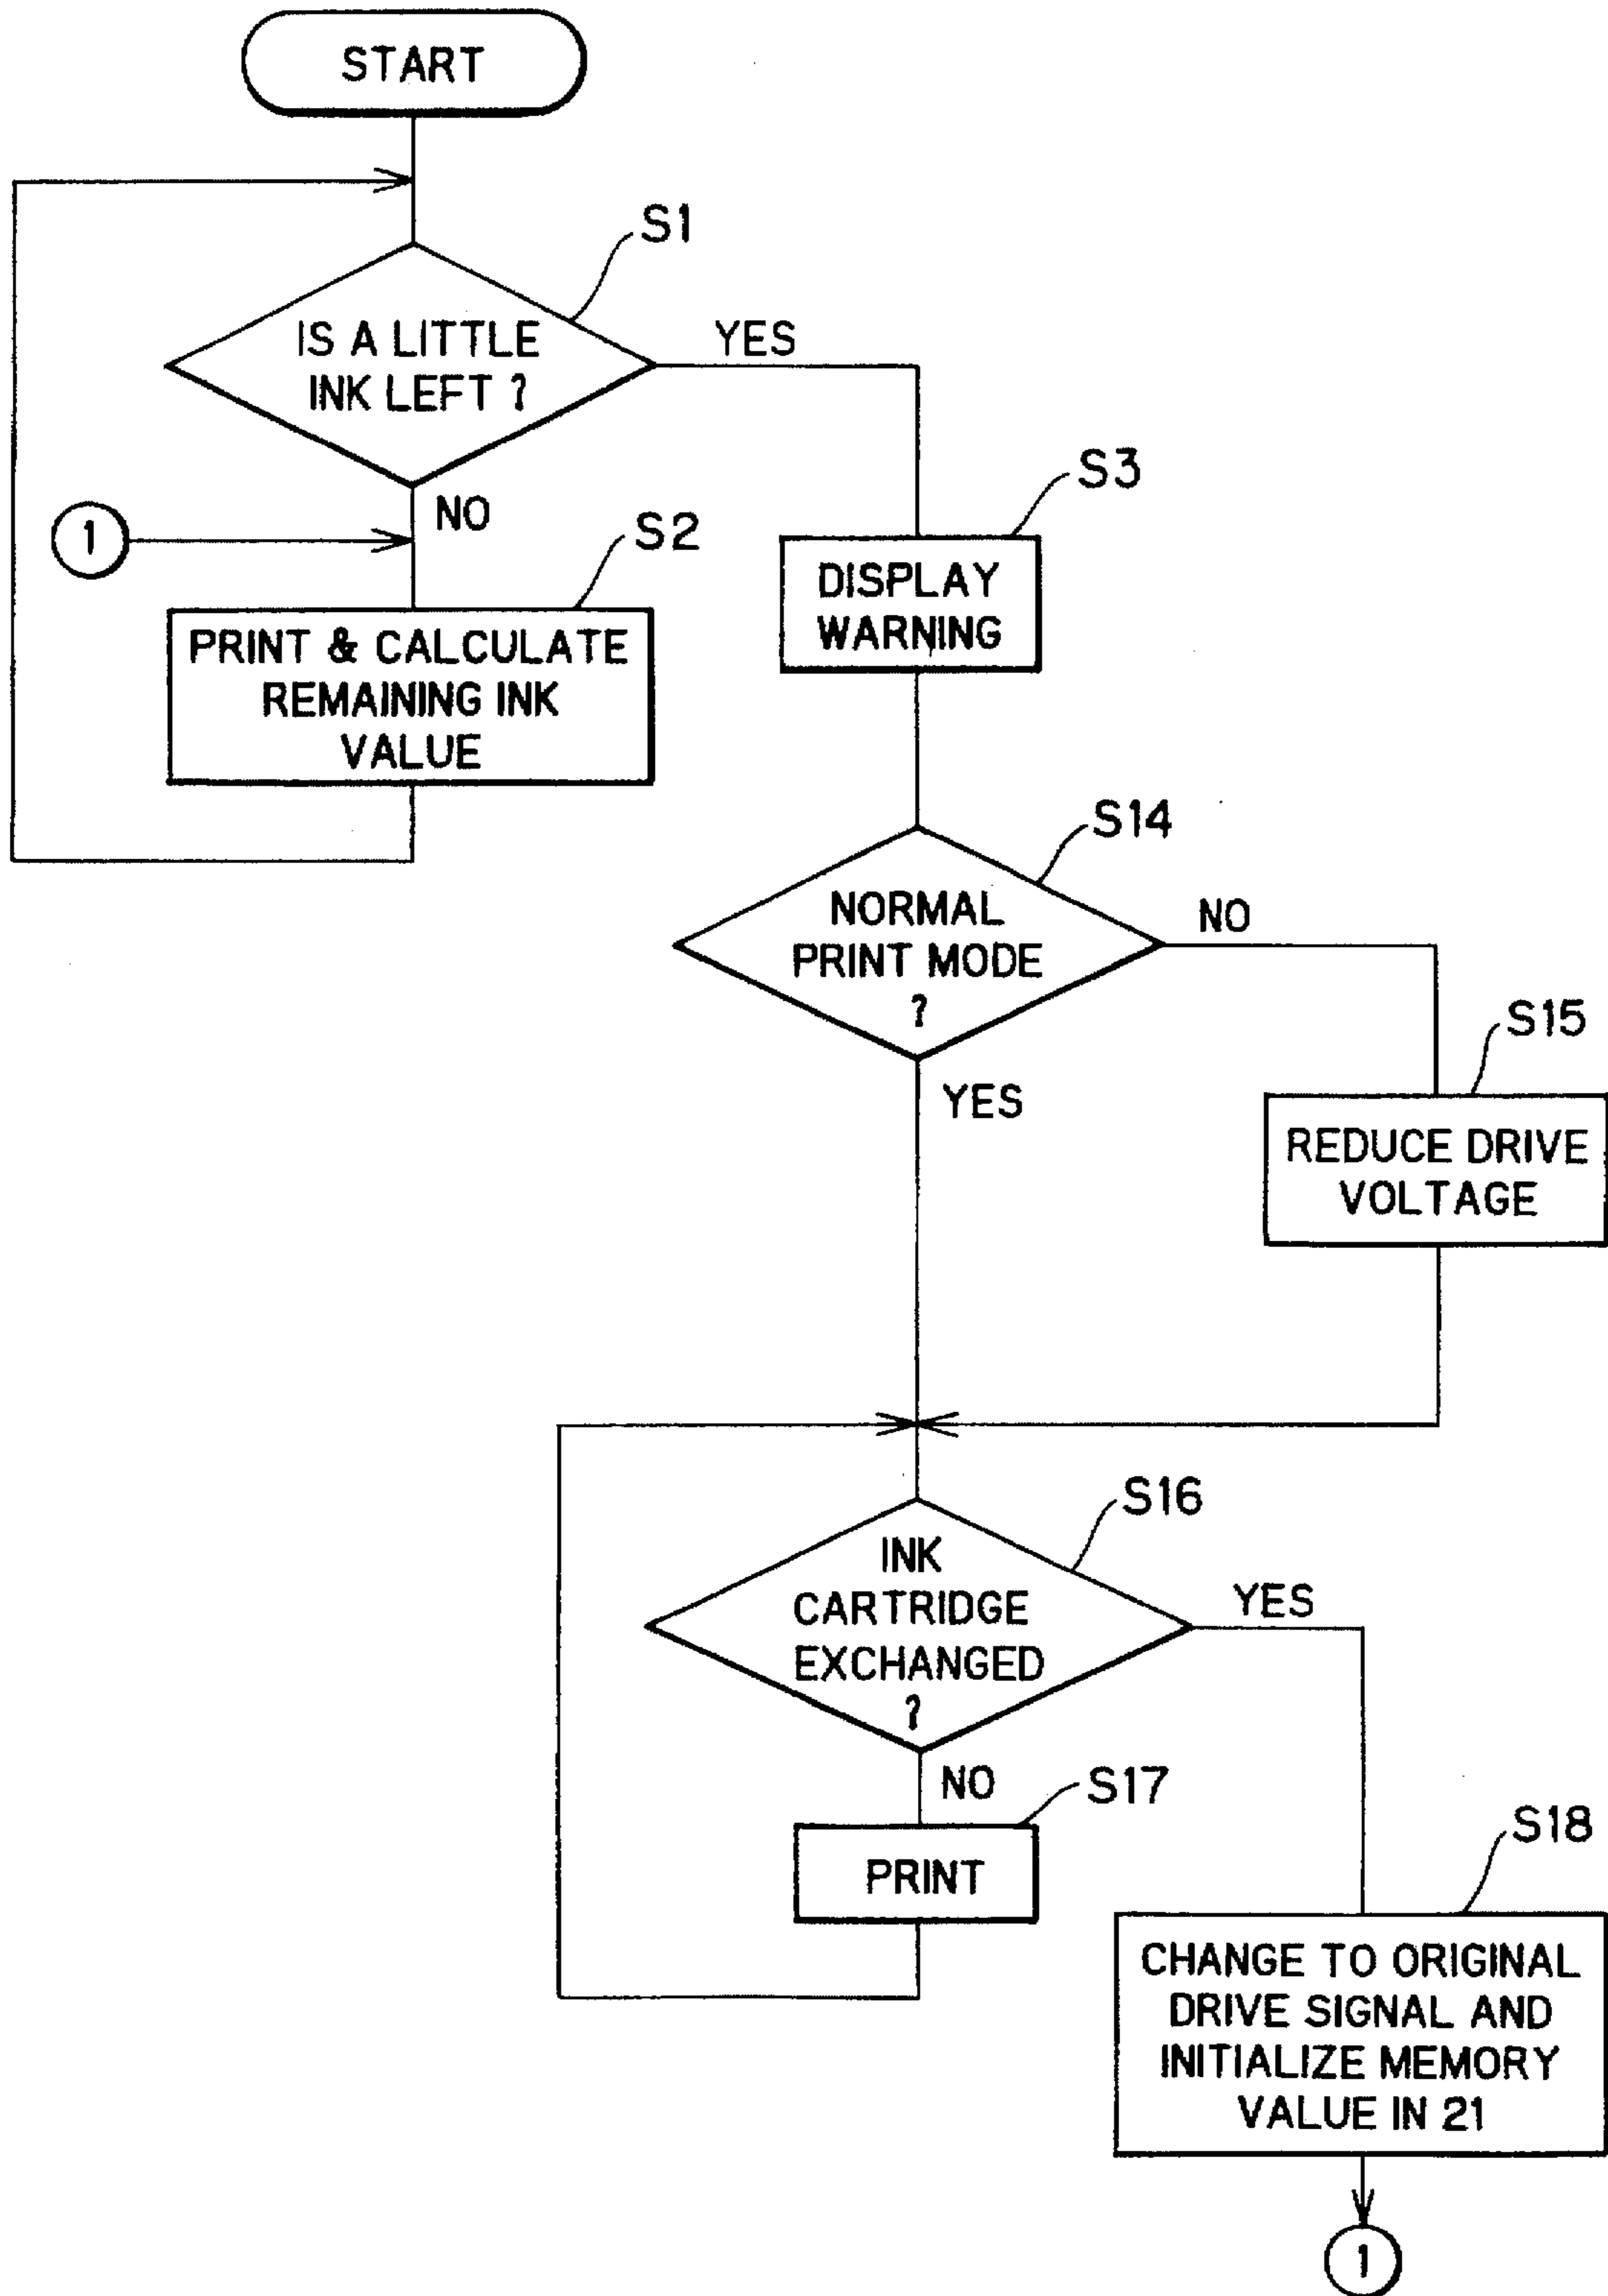 START
S1
IS A LITTLE
INK LEFT ?
YES
NO
1
S2
PRINT & CALCULATE
REMAINING INK
VALUE
S3
DISPLAY
WARNING
S14
NORMAL
PRINT MODE
?
NO
YES
S15
REDUCE DRIVE
VOLTAGE
S16
INK
CARTRIDGE
EXCHANGED
?
YES
NO
S17
PRINT
S18
CHANGE TO ORIGINAL
DRIVE SIGNAL AND
INITIALIZE MEMORY
VALUE IN 21
1